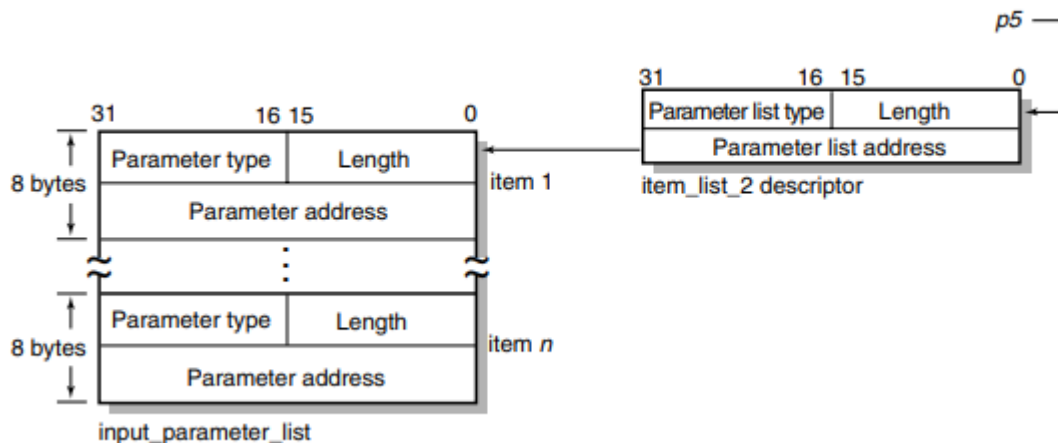 p5
31 16 15 0
Parameter list type Length
Parameter list address
item_list_2 descriptor
31 16 15 0
8 bytes
Parameter type Length
item 1
Parameter address
8 bytes
Parameter type Length
item n
Parameter address
input_parameter_list